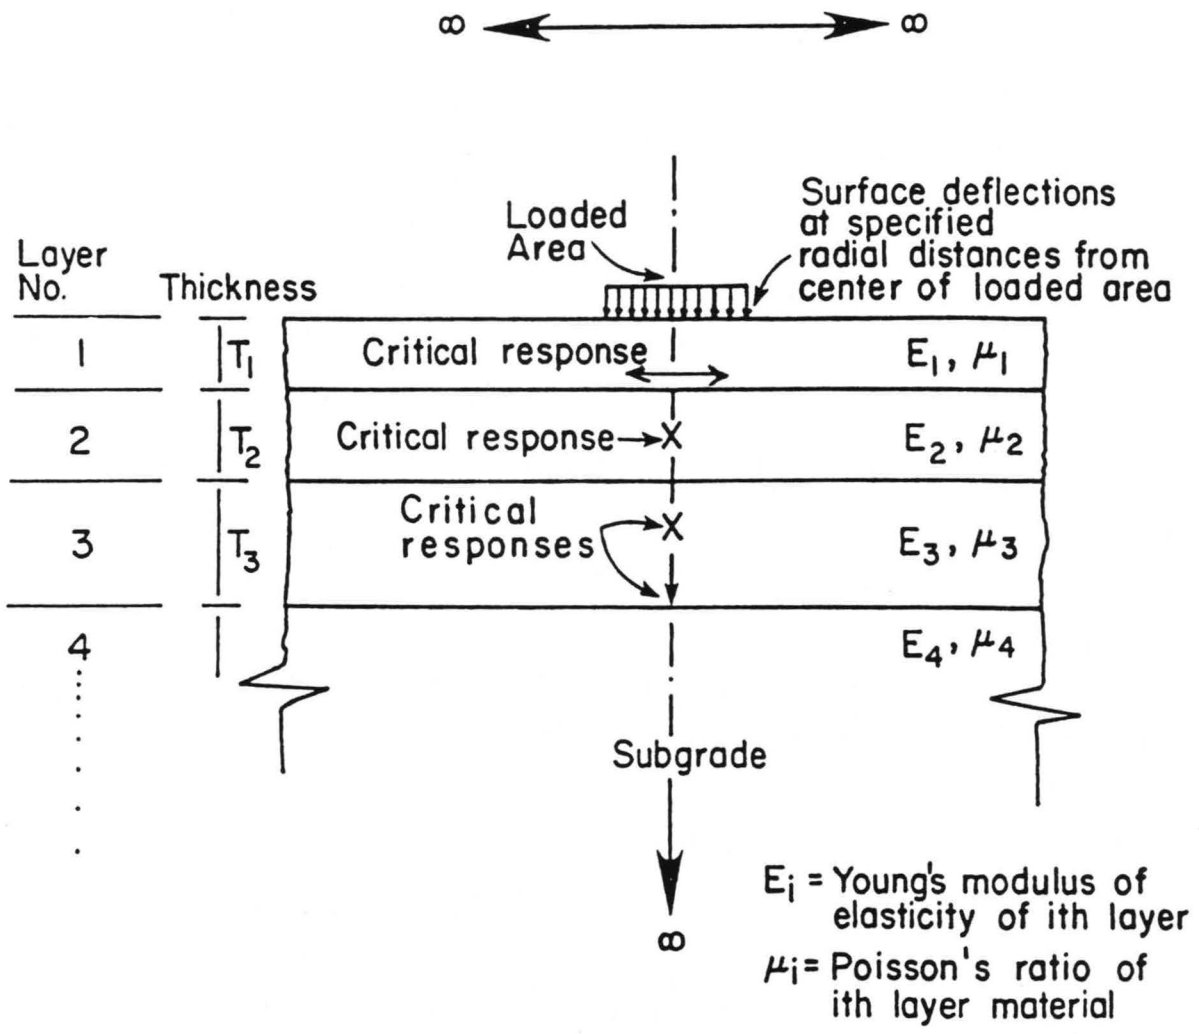 ∞ ∞
Loaded
Area
Surface deflections
at specified
radial distances from
center of loaded area
Layer
No.
Thickness
1 T1 Critical response E1, μ1
2 T2 Critical response E2, μ2
3 T3 Critical
responses E3, μ3
4 E4, μ4
Subgrade
∞
Ei = Young's modulus of
elasticity of ith layer
μi = Poisson's ratio of
ith layer material